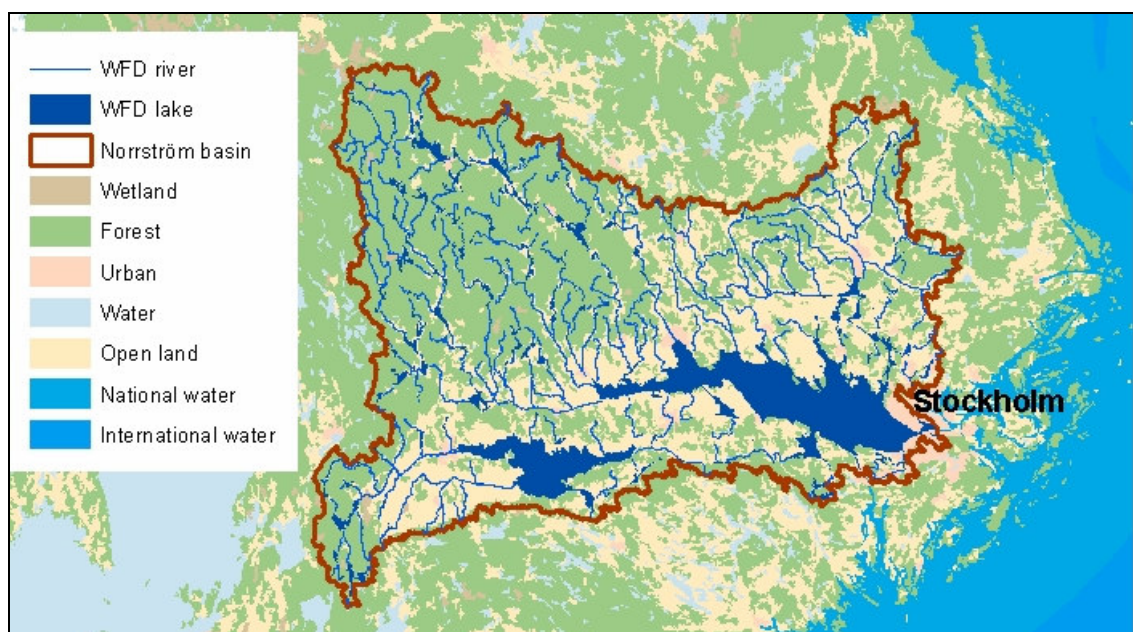 WFD river
WFD lake
Norrström basin
Wetland
Forest
Urban
Water
Open land
National water
International water
Stockholm